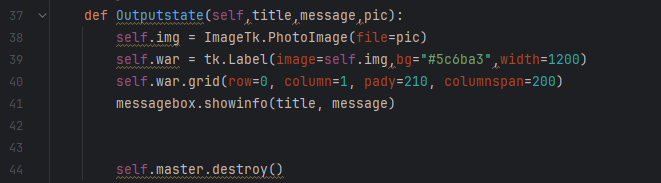 37 def Outputstate(self,title,message,pic):
38 self.img = ImageTk.PhotoImage(file=pic)
39 self.war = tk.Label(image=self.img,bg="#5c6ba3",width=1200)
40 self.war.grid(row=0, column=1, pady=210, columnspan=200)
41 messagebox.showinfo(title, message)
42
43
44 self.master.destroy()